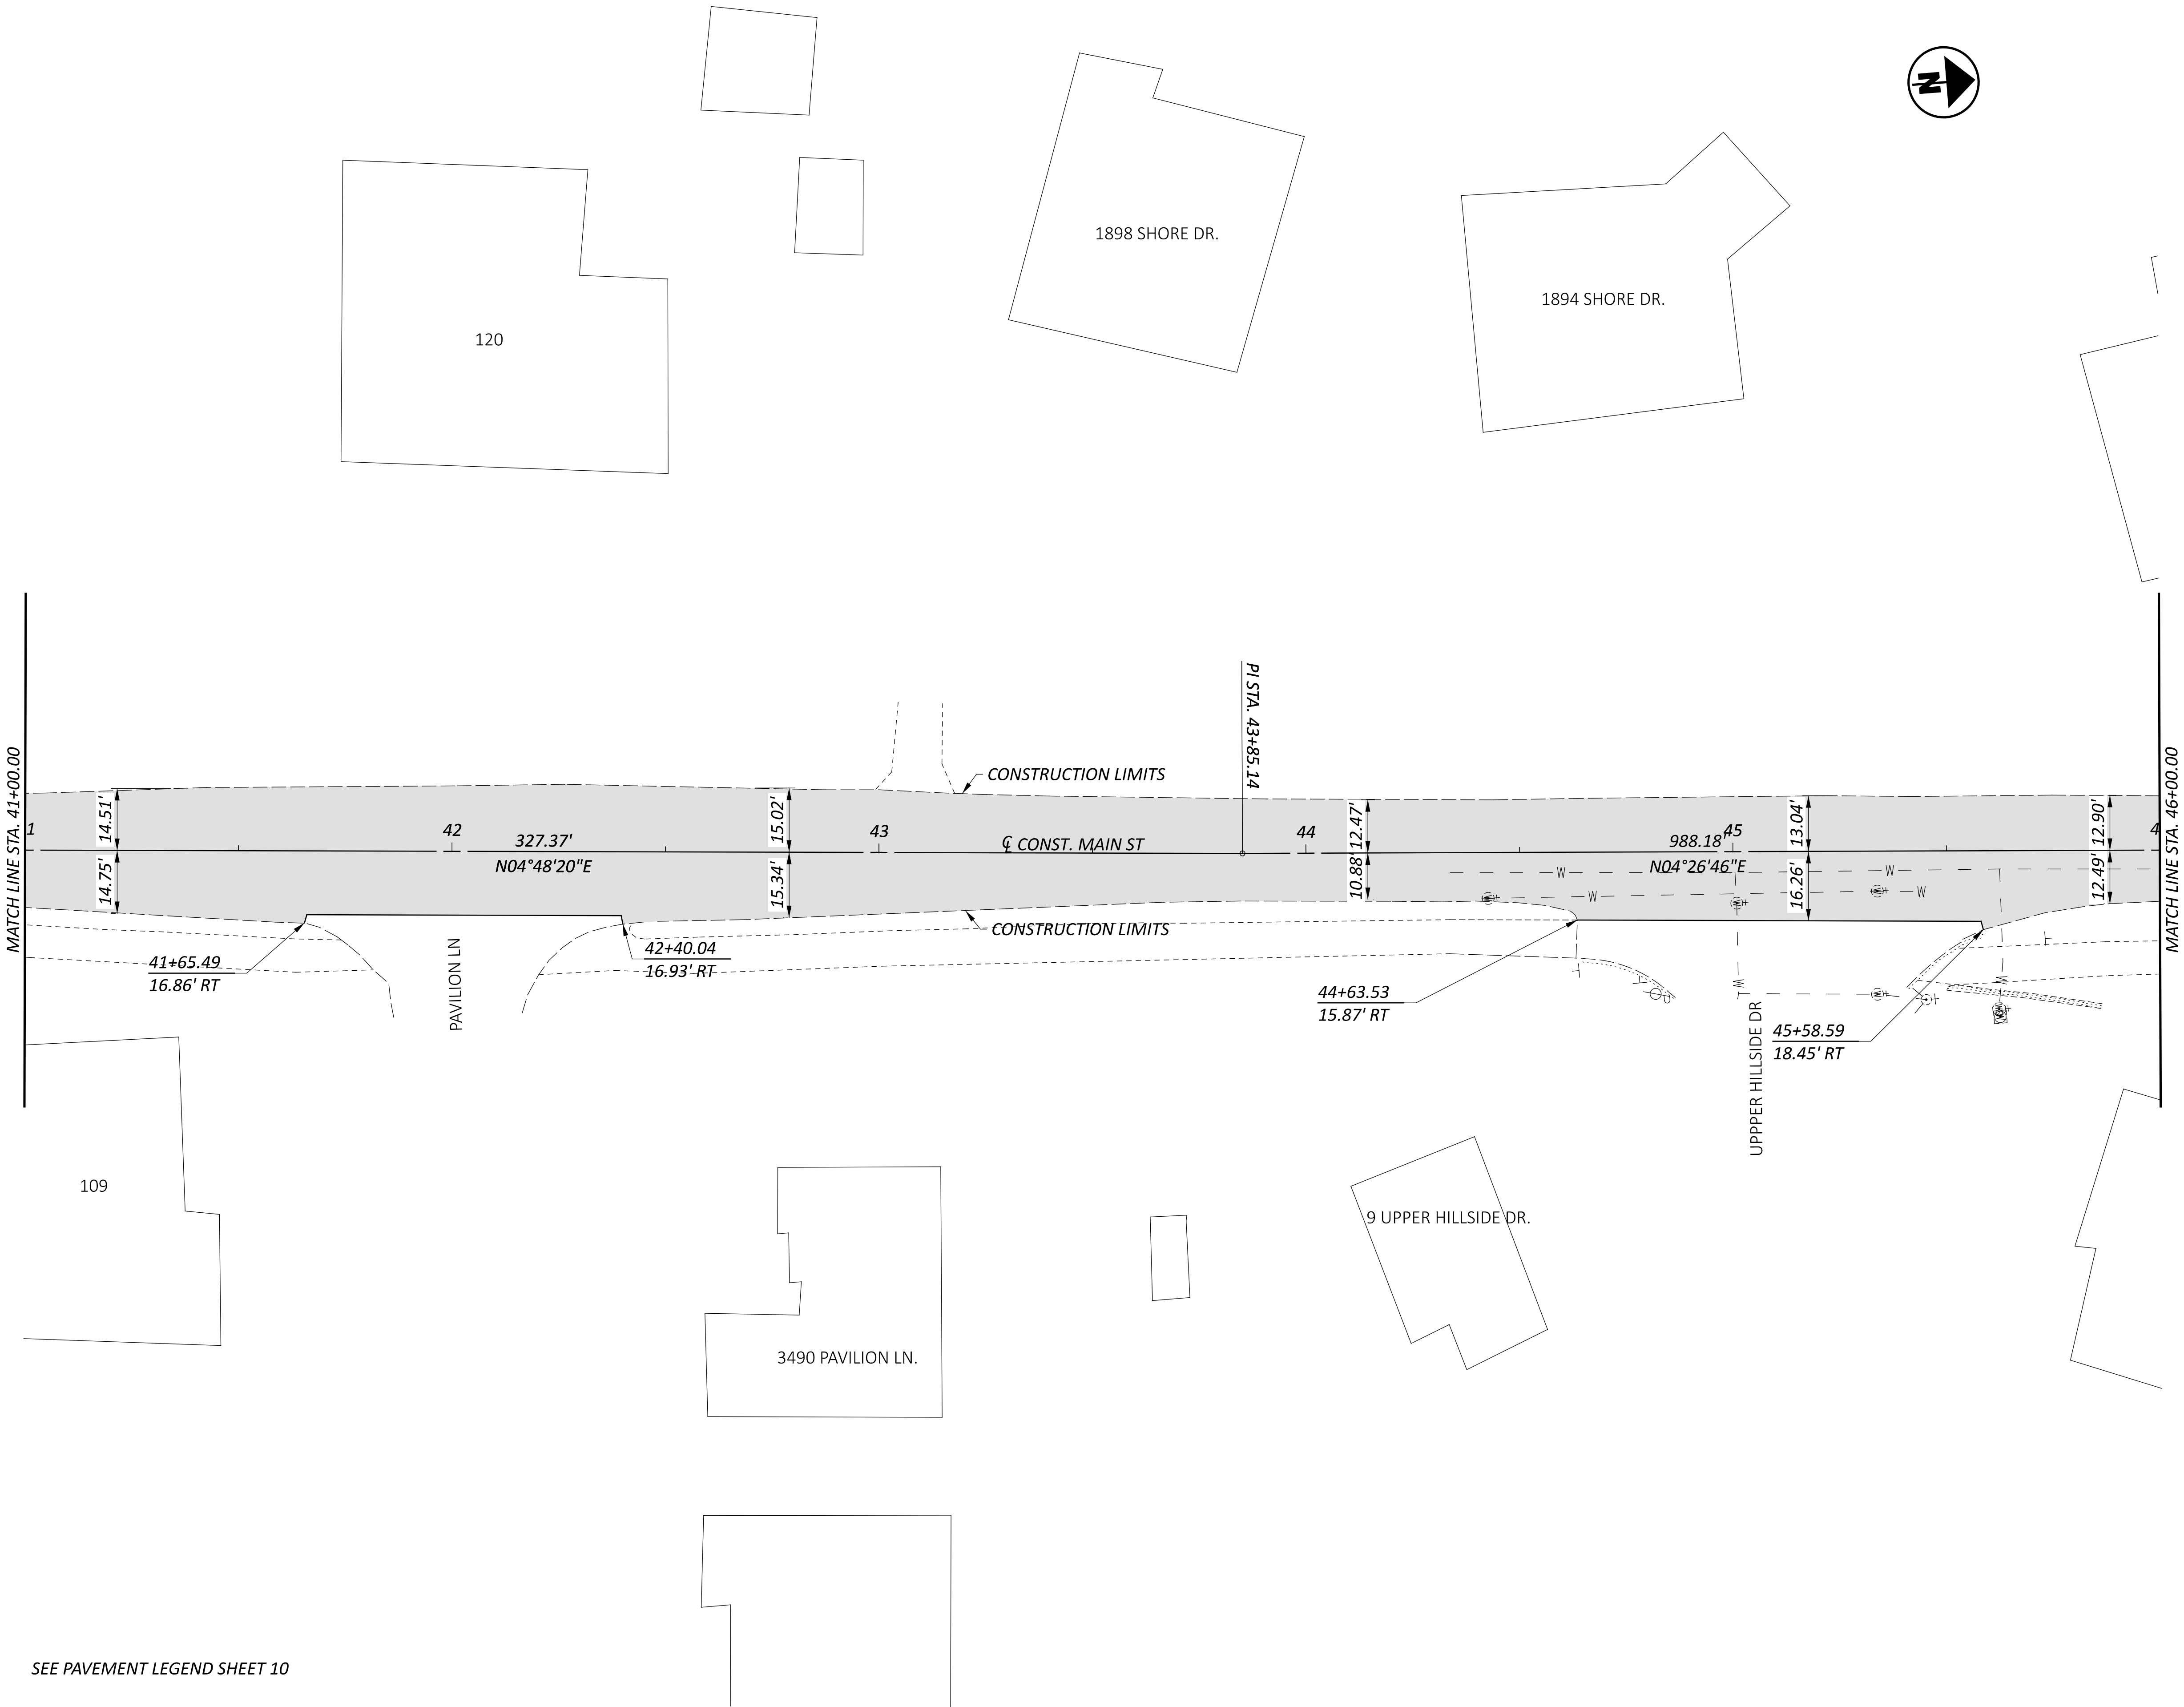 N
1898 SHORE DR.
1894 SHORE DR.
120
MATCH LINE STA. 41+00.00
PI STA. 43+85.14
MATCH LINE STA. 46+00.00
CONSTRUCTION LIMITS
14.51'
15.02'
12.47'
13.04'
12.90'
1
42
327.37'
43
℄ CONST. MAIN ST
44
988.18'
45
4
N04°48'20"E
N04°26'46"E
14.75'
15.34'
10.88'
16.26'
12.49'
W
W
W
W
W
W
W
W
W
W
W
W
CONSTRUCTION LIMITS
41+65.49
16.86' RT
PAVILION LN
42+40.04
16.93' RT
44+63.53
15.87' RT
UPPPER HILLSIDE DR
45+58.59
18.45' RT
109
9 UPPER HILLSIDE DR.
3490 PAVILION LN.
SEE PAVEMENT LEGEND SHEET 10